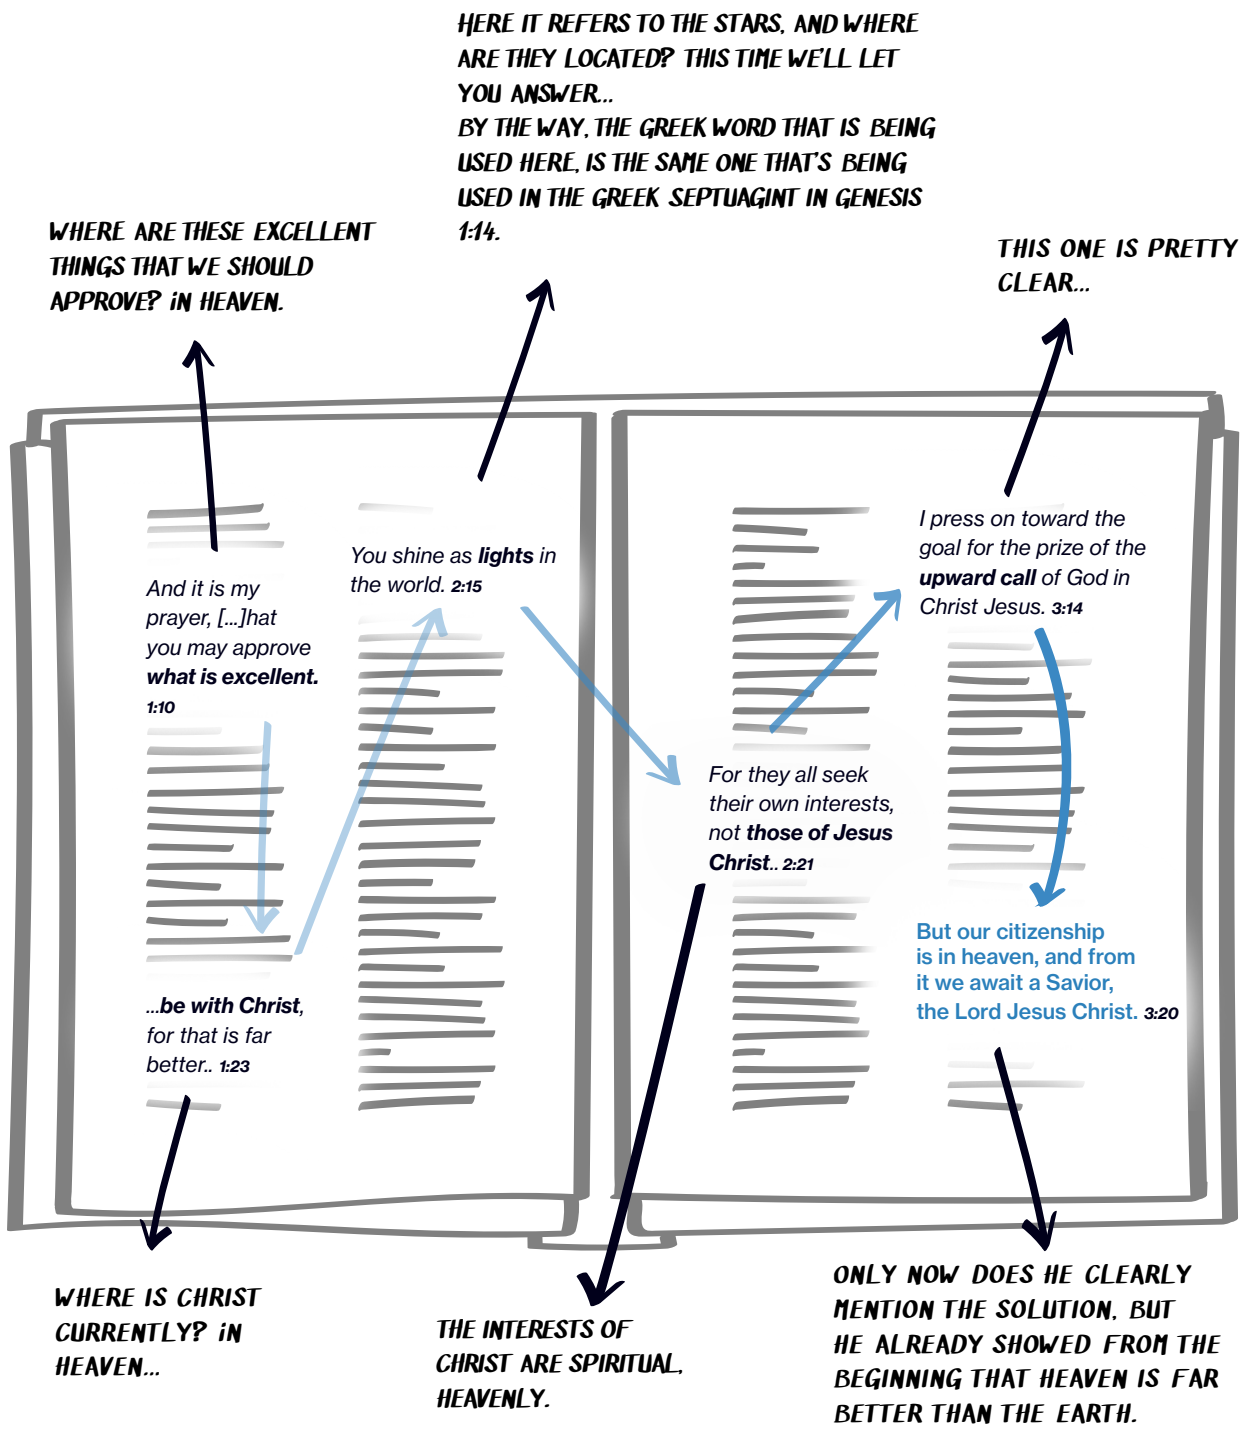 HERE IT REFERS TO THE STARS, AND WHERE
ARE THEY LOCATED? THIS TIME WE'LL LET
YOU ANSWER...
BY THE WAY, THE GREEK WORD THAT IS BEING
USED HERE, IS THE SAME ONE THAT'S BEING
USED IN THE GREEK SEPTUAGINT IN GENESIS
1:14.
WHERE ARE THESE EXCELLENT
THINGS THAT WE SHOULD
APPROVE? IN HEAVEN.
THIS ONE IS PRETTY
CLEAR...
And it is my
prayer, [...]hat
you may approve
what is excellent.
1:10
...be with Christ,
for that is far
better.. 1:23
You shine as lights in
the world. 2:15
For they all seek
their own interests,
not those of Jesus
Christ.. 2:21
I press on toward the
goal for the prize of the
upward call of God in
Christ Jesus. 3:14
But our citizenship
is in heaven, and from
it we await a Savior,
the Lord Jesus Christ. 3:20
WHERE IS CHRIST
CURRENTLY? IN
HEAVEN...
THE INTERESTS OF
CHRIST ARE SPIRITUAL,
HEAVENLY.
ONLY NOW DOES HE CLEARLY
MENTION THE SOLUTION, BUT
HE ALREADY SHOWED FROM THE
BEGINNING THAT HEAVEN IS FAR
BETTER THAN THE EARTH.